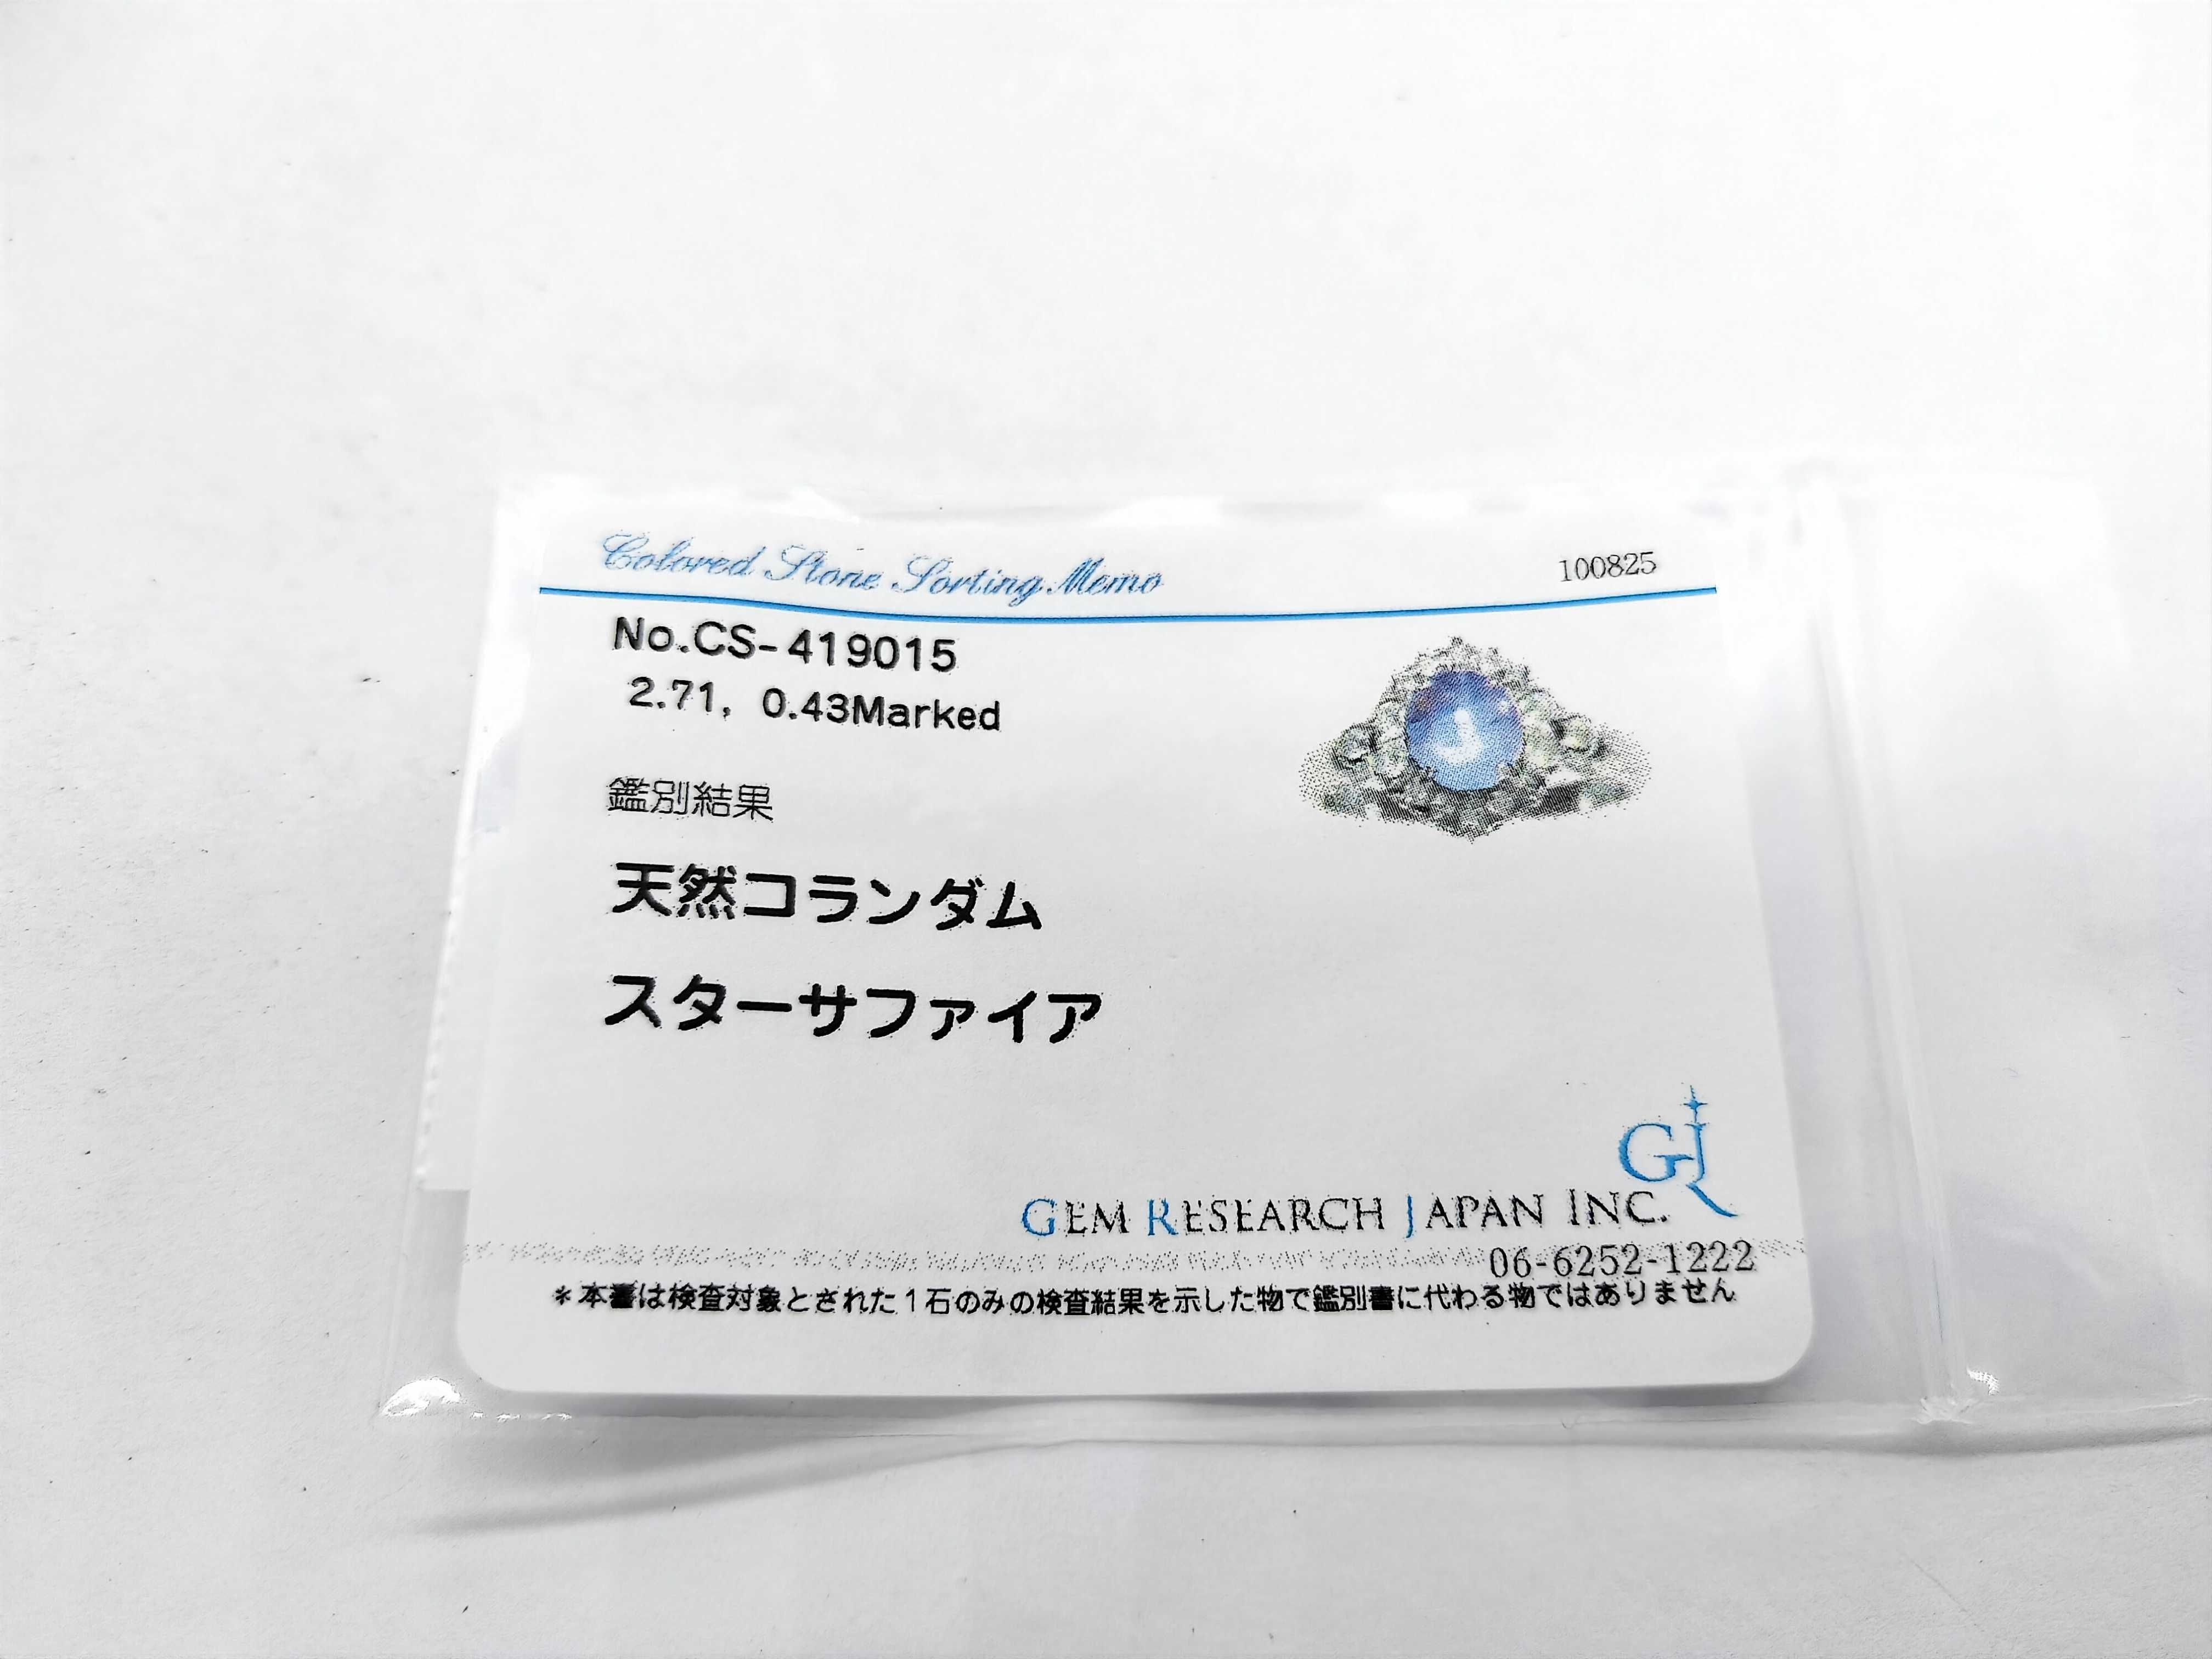 Colored Stone Sorting Memo
100825
No.CS-419015
2.71, 0.43Marked
鑑別結果
天然コランダム
スターサファイア
GJ
GEM RESEARCH JAPAN INC.
06-6252-1222
*本書は検査対象とされた1石のみの検査結果を示した物で鑑別書に代わる物ではありません